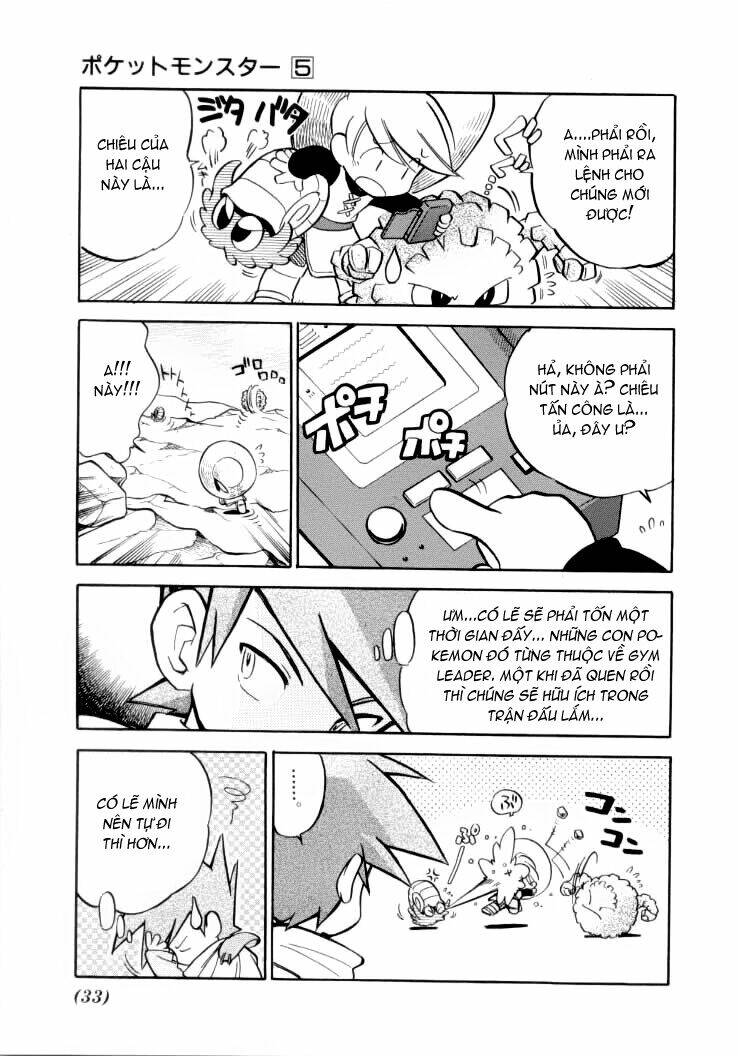 ポケットモンスター 5
A....PHẢI RỒI,
MÌNH PHẢI RA
LỆNH CHO
CHÚNG MỚI
ĐƯỢC!
ジタ バタ
CHIÊU CỦA
HAI CẬU
NÀY LÀ...
HẢ, KHÔNG PHẢI
NÚT NÀY À? CHIÊU
TẤN CÔNG LÀ...
ỦA, ĐÂY Ư?
ポチ
ポチ
A!!!
NÀY!!!
ゴロロロ
ƯM...CÓ LẼ SẼ PHẢI TỐN MỘT
THỜI GIAN ĐẤY... NHỮNG CON PO-
KEMON ĐÓ TỪNG THUỘC VỀ GYM
LEADER. MỘT KHI ĐÃ QUEN RỒI
THÌ CHÚNG SẼ HỮU ÍCH TRONG
TRẬN ĐẤU LẮM...
コン
コン
ぶ
ぷー
......
CÓ LẼ MÌNH
NÊN TỰ ĐI
THÌ HƠN...
(33)